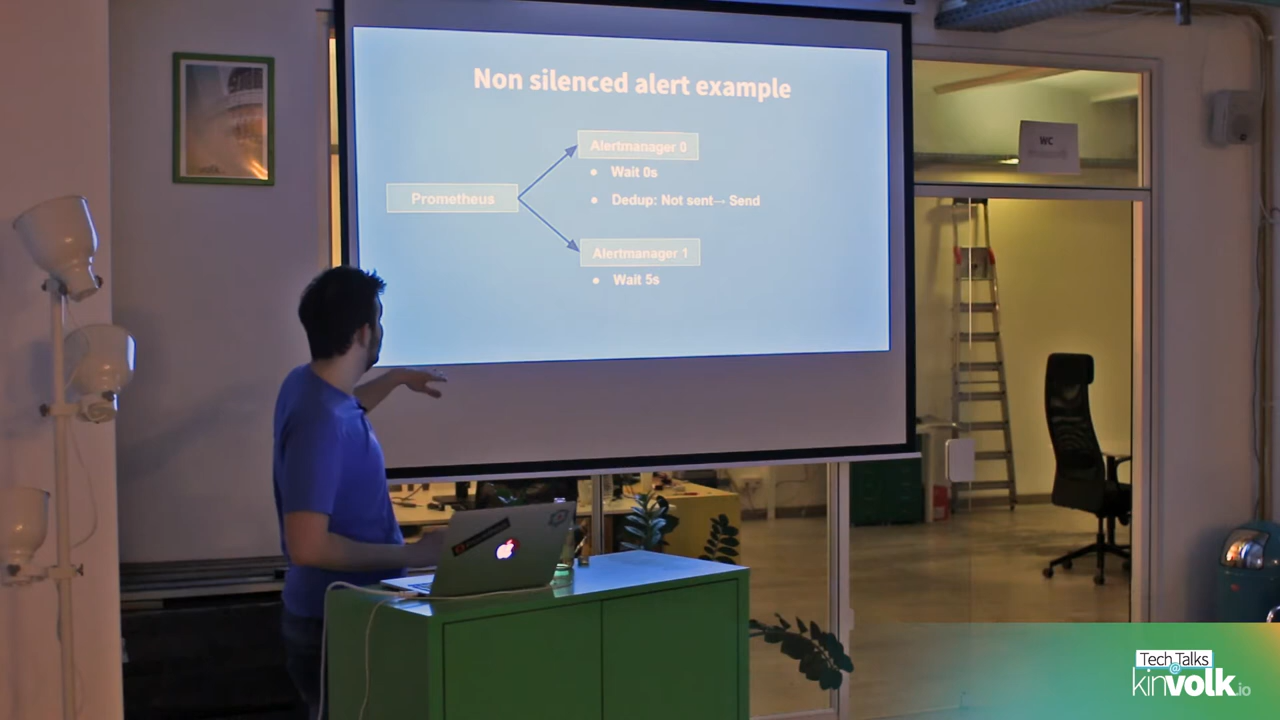 Non silenced alert example
Prometheus
Alertmanager 0
● Wait 0s
● Dedup: Not sent→ Send
Alertmanager 1
● Wait 5s
WC
Tech Talks
@
kinvolk.io